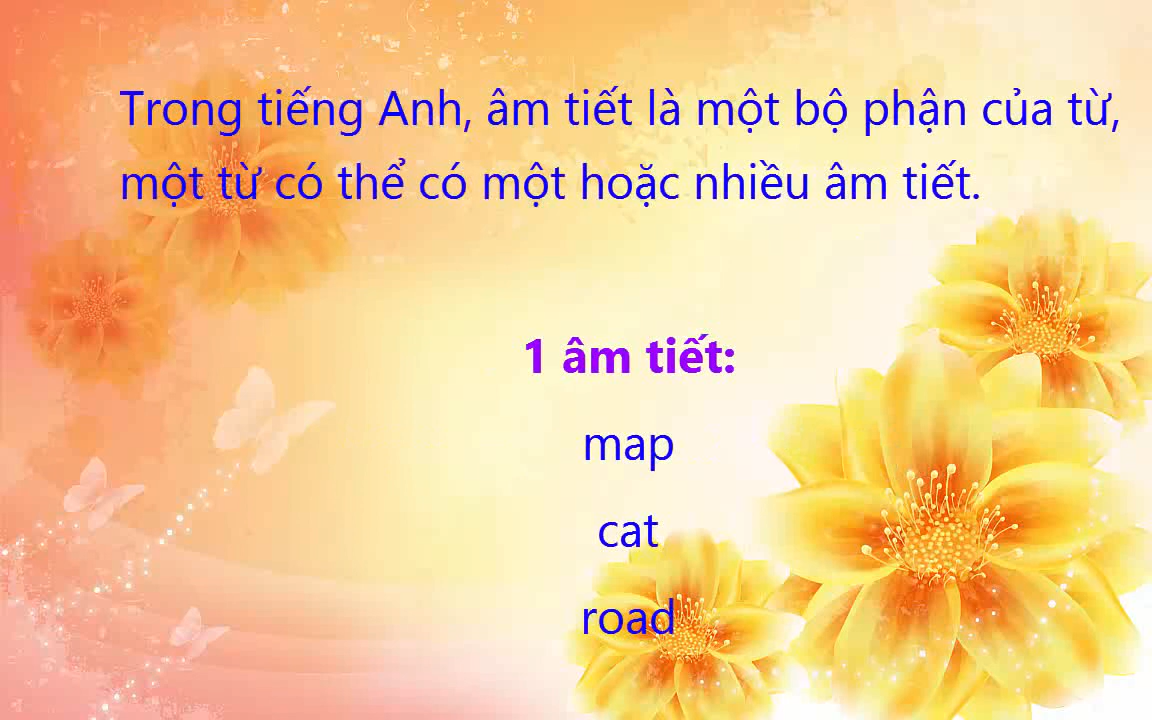 Trong tiếng Anh, âm tiết là một bộ phận của từ,
một từ có thể có một hoặc nhiều âm tiết.
1 âm tiết:
map
cat
road